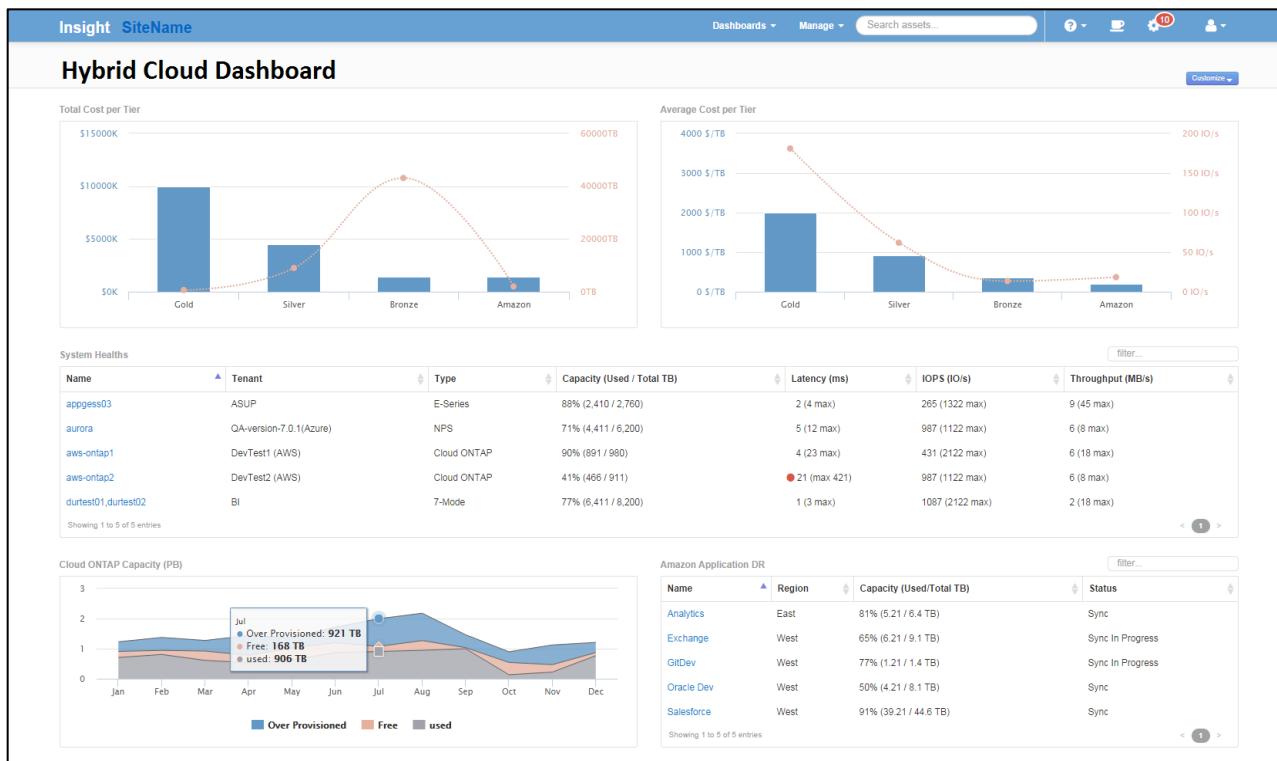 Insight SiteName Dashboards Manage Search assets... 10
Hybrid Cloud Dashboard
Customize
Total Cost per Tier
$15000K 60000TB
$10000K 40000TB
$5000K 20000TB
$0K 0TB
Gold Silver Bronze Amazon
Average Cost per Tier
4000 $/TB 200 IO/s
3000 $/TB 150 IO/s
2000 $/TB 100 IO/s
1000 $/TB 50 IO/s
0 $/TB 0 IO/s
Gold Silver Bronze Amazon
System Healths filter...
Name Tenant Type Capacity (Used / Total TB) Latency (ms) IOPS (IO/s) Throughput (MB/s)
appgess03 ASUP E-Series 88% (2,410 / 2,760) 2 (4 max) 265 (1322 max) 9 (45 max)
aurora QA-version-7.0.1(Azure) NPS 71% (4,411 / 6,200) 5 (12 max) 987 (1122 max) 6 (8 max)
aws-ontap1 DevTest1 (AWS) Cloud ONTAP 90% (891 / 980) 4 (23 max) 431 (2122 max) 6 (18 max)
aws-ontap2 DevTest2 (AWS) Cloud ONTAP 41% (466 / 911) 21 (max 421) 987 (1122 max) 6 (8 max)
durtest01,durtest02 BI 7-Mode 77% (6,411 / 8,200) 1 (3 max) 1087 (2122 max) 2 (18 max)
Showing 1 to 5 of 5 entries < 1 >
Cloud ONTAP Capacity (PB)
3
2
1
0
Jul
Over Provisioned: 921 TB
Free: 168 TB
used: 906 TB
Jan Feb Mar Apr May Jun Jul Aug Sep Oct Nov Dec
Over Provisioned Free used
Amazon Application DR filter...
Name Region Capacity (Used/Total TB) Status
Analytics East 81% (5.21 / 6.4 TB) Sync
Exchange West 65% (6.21 / 9.1 TB) Sync In Progress
GitDev West 77% (1.21 / 1.4 TB) Sync In Progress
Oracle Dev West 50% (4.21 / 8.1 TB) Sync
Salesforce West 91% (39.21 / 44.6 TB) Sync
Showing 1 to 5 of 5 entries < 1 >